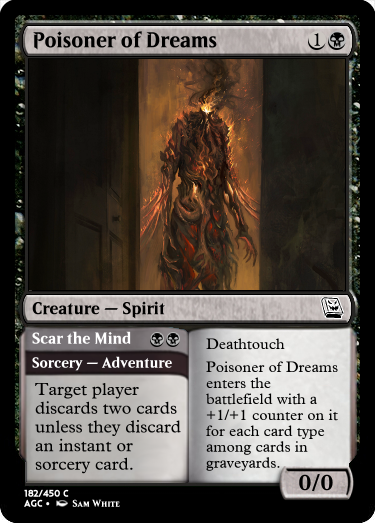 Poisoner of Dreams 1
Creature — Spirit
Scar the Mind
Sorcery — Adventure
Target player
discards two cards
unless they discard
an instant or
sorcery card.
Deathtouch
Poisoner of Dreams
enters the
battlefield with a
+1/+1 counter on it
for each card type
among cards in
graveyards.
0/0
182/450 C
AGC • Sam White